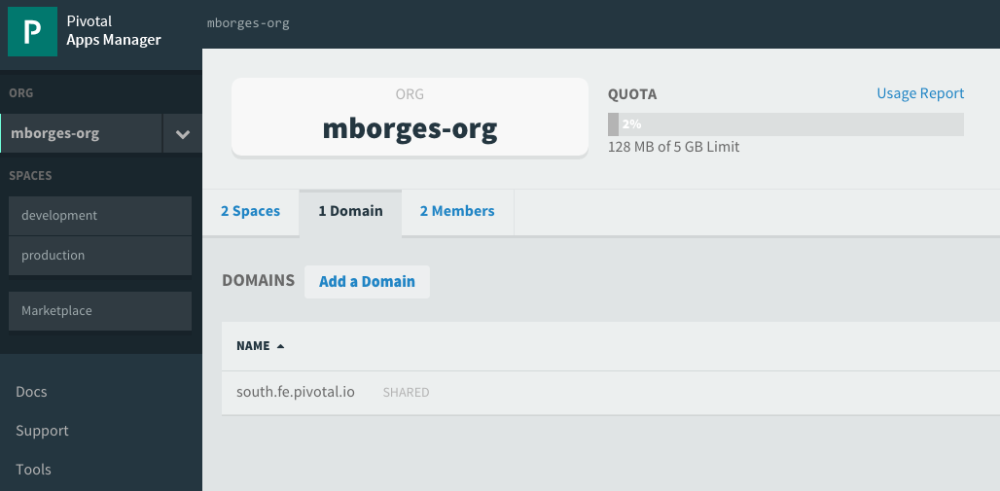 P
Pivotal
Apps Manager
mborges-org
ORG
mborges-org
SPACES
development
production
Marketplace
Docs
Support
Tools
ORG
mborges-org
QUOTA
Usage Report
2%
128 MB of 5 GB Limit
2 Spaces
1 Domain
2 Members
DOMAINS
Add a Domain
NAME
south.fe.pivotal.io
SHARED